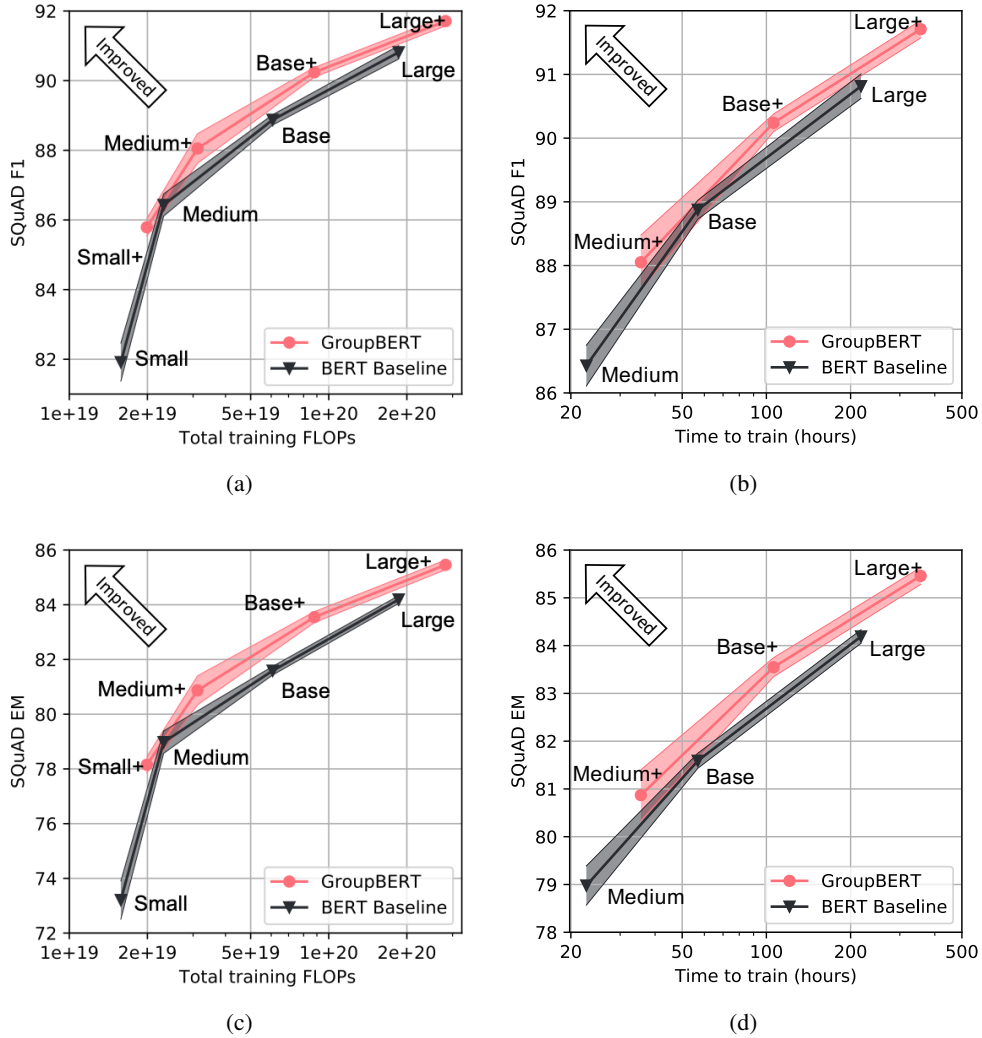 92
90
88
86
84
82
SQuAD F1
Improved
Large+
Base+
Large
Medium+
Base
Medium
Small+
Small
GroupBERT
BERT Baseline
1e+19
2e+19
5e+19
1e+20
2e+20
Total training FLOPs
(a)
92
91
90
89
88
87
86
SQuAD F1
Improved
Large+
Base+
Large
Base
Medium+
Medium
GroupBERT
BERT Baseline
20
50
100
200
500
Time to train (hours)
(b)
86
84
82
80
78
76
74
72
SQuAD EM
Improved
Large+
Base+
Large
Medium+
Base
Medium
Small+
Small
GroupBERT
BERT Baseline
1e+19
2e+19
5e+19
1e+20
2e+20
Total training FLOPs
(c)
86
85
84
83
82
81
80
79
78
SQuAD EM
Improved
Large+
Base+
Large
Medium+
Base
Medium
GroupBERT
BERT Baseline
20
50
100
200
500
Time to train (hours)
(d)